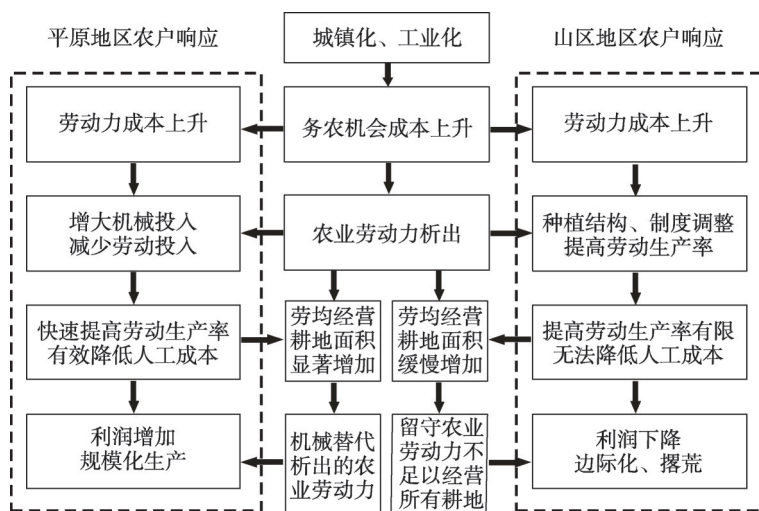 平原地区农户响应
劳动力成本上升
增大机械投入
减少劳动投入
快速提高劳动生产率
有效降低人工成本
利润增加
规模化生产
城镇化、工业化
务农机会成本上升
农业劳动力析出
劳均经营
耕地面积
显著增加
机械替代
析出的农
业劳动力
劳均经营
耕地面积
缓慢增加
留守农业
劳动力不
足以经营
所有耕地
山区地区农户响应
劳动力成本上升
种植结构、制度调整
提高劳动生产率
提高劳动生产率有限
无法降低人工成本
利润下降
边际化、撂荒